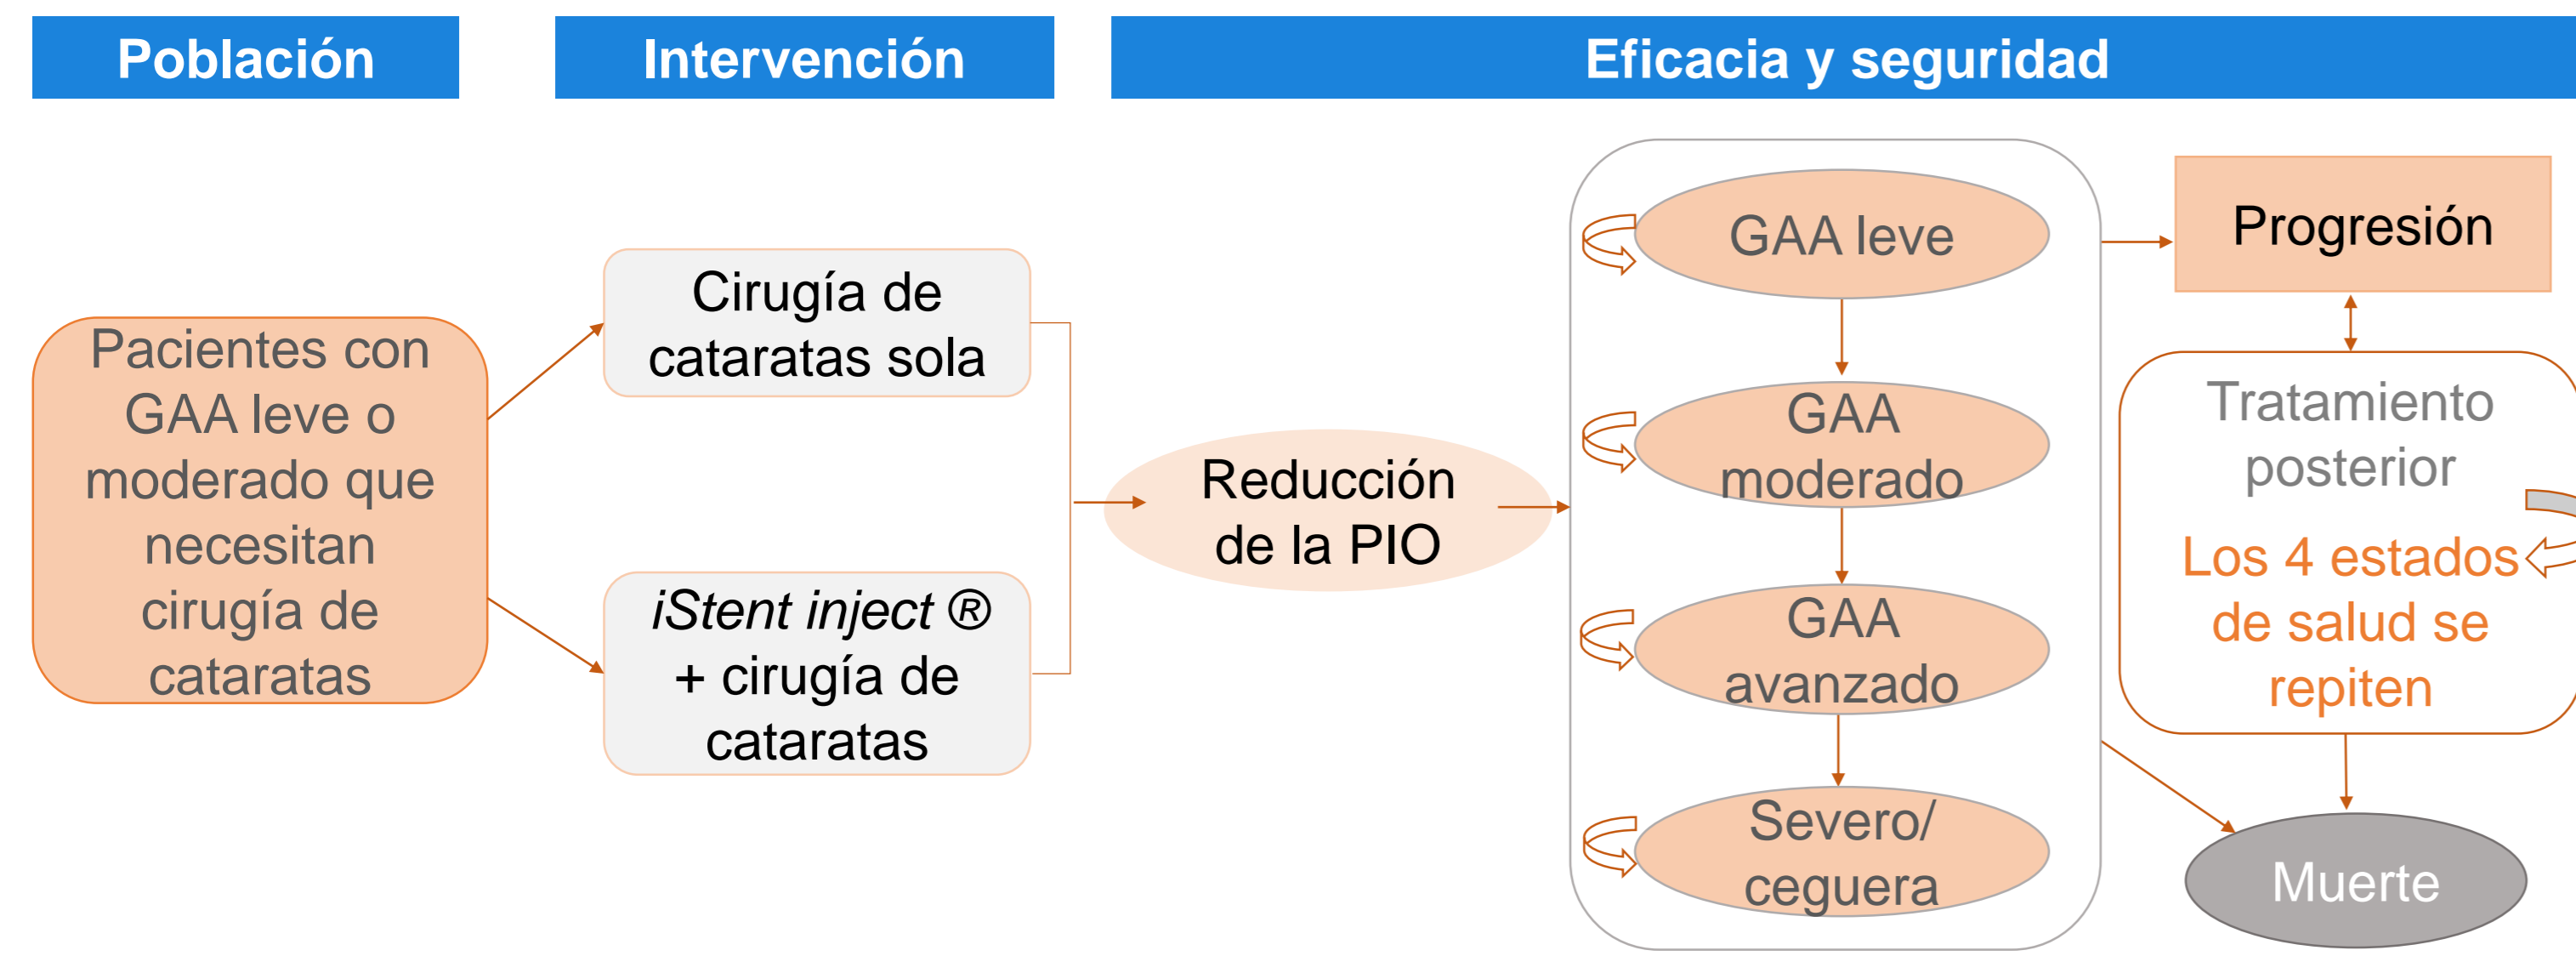 Población
Intervención
Eficacia y seguridad
Pacientes con
GAA leve o
moderado que
necesitan
cirugía de
cataratas
Cirugía de
cataratas sola
iStent inject ®
+ cirugía de
cataratas
Reducción
de la PIO
GAA leve
GAA
moderado
GAA
avanzado
Severo/
ceguera
Progresión
Tratamiento
posterior
Los 4 estados
de salud se
repiten
Muerte